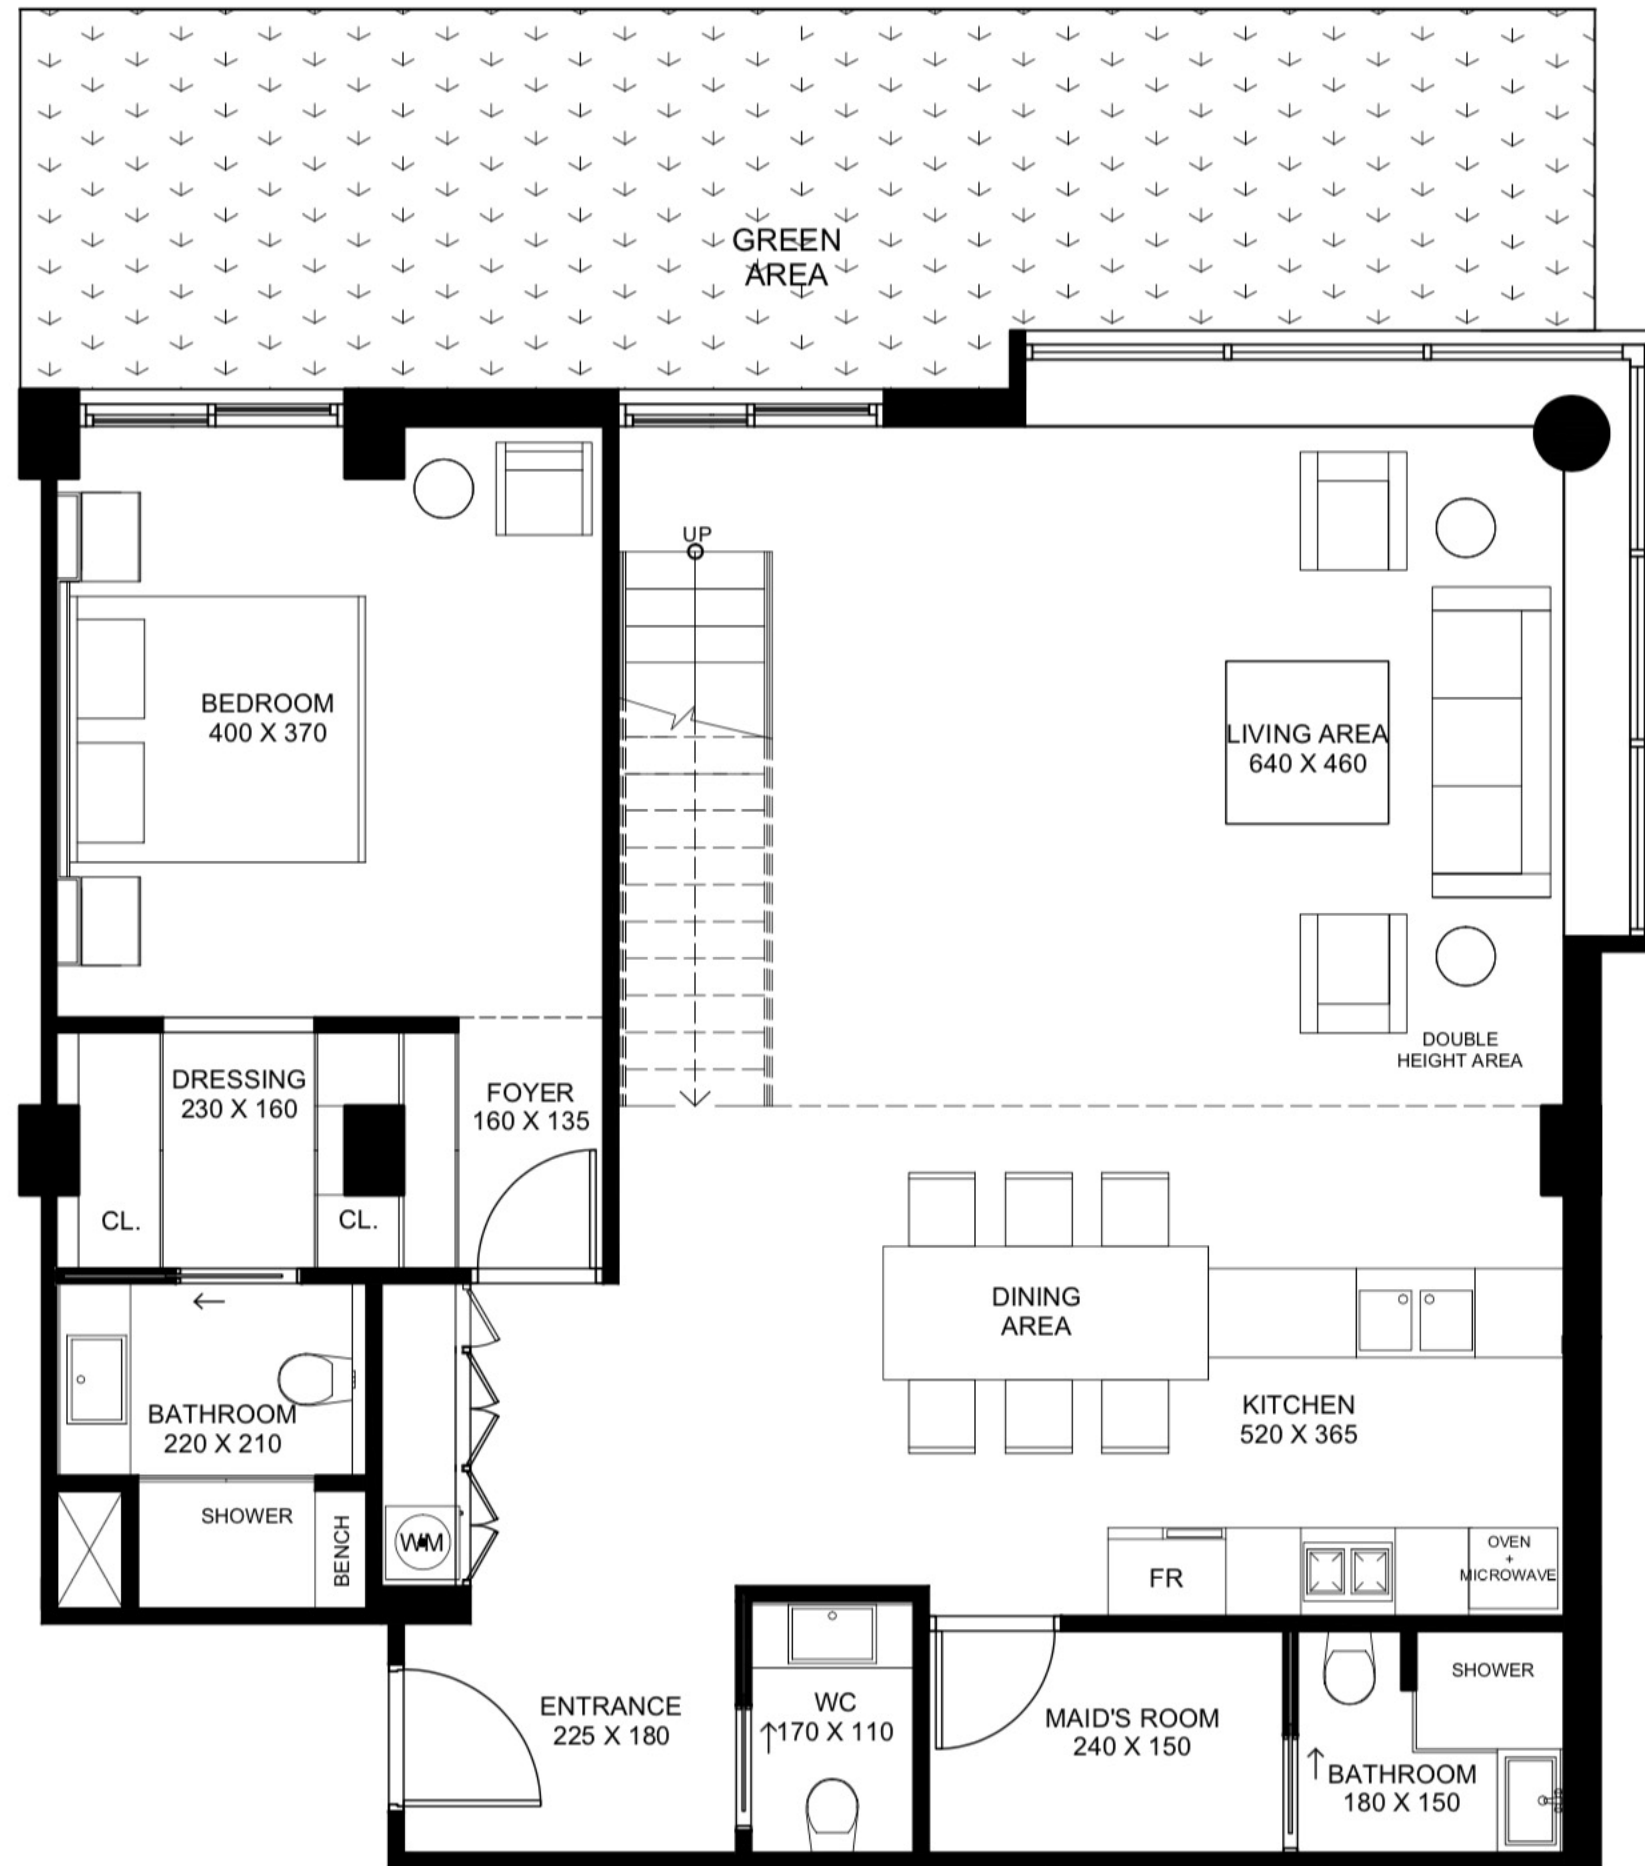 GREEN
AREA
UP
BEDROOM
400 X 370
LIVING AREA
640 X 460
DOUBLE
HEIGHT AREA
DRESSING
230 X 160
FOYER
160 X 135
CL.
CL.
DINING
AREA
KITCHEN
520 X 365
BATHROOM
220 X 210
SHOWER
BENCH
WM
FR
OVEN
+
MICROWAVE
ENTRANCE
225 X 180
WC
170 X 110
MAID'S ROOM
240 X 150
SHOWER
BATHROOM
180 X 150